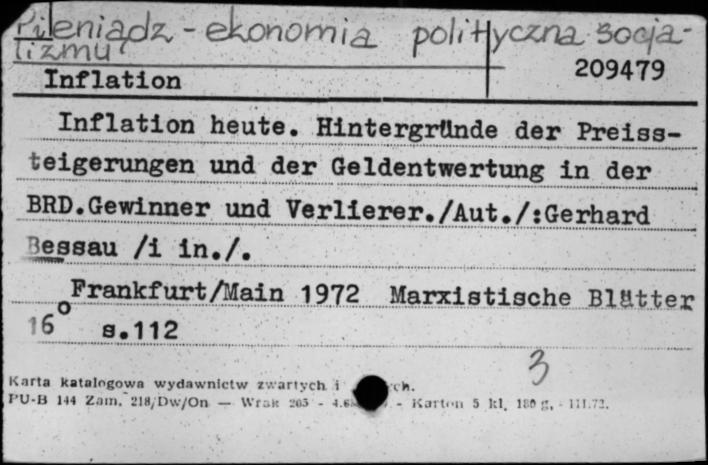 Pieniądz - ekonomia polityczna socja-
lizmu
209479
Inflation
Inflation heute. Hintergründe der Preiss-
teigerungen und der Geldentwertung in der
BRD.Gewinner und Verlierer./Aut./:Gerhard
Bessau /i in./.
Frankfurt/Main 1972 Marxistische Blätter
16° s.112
3
Karta katalogowa wydawnictw zwartych i
PU-B 144 Zam. 218/Dw/On — Wrak 265 - - Karton 5 kl. 180 g, - III.72.